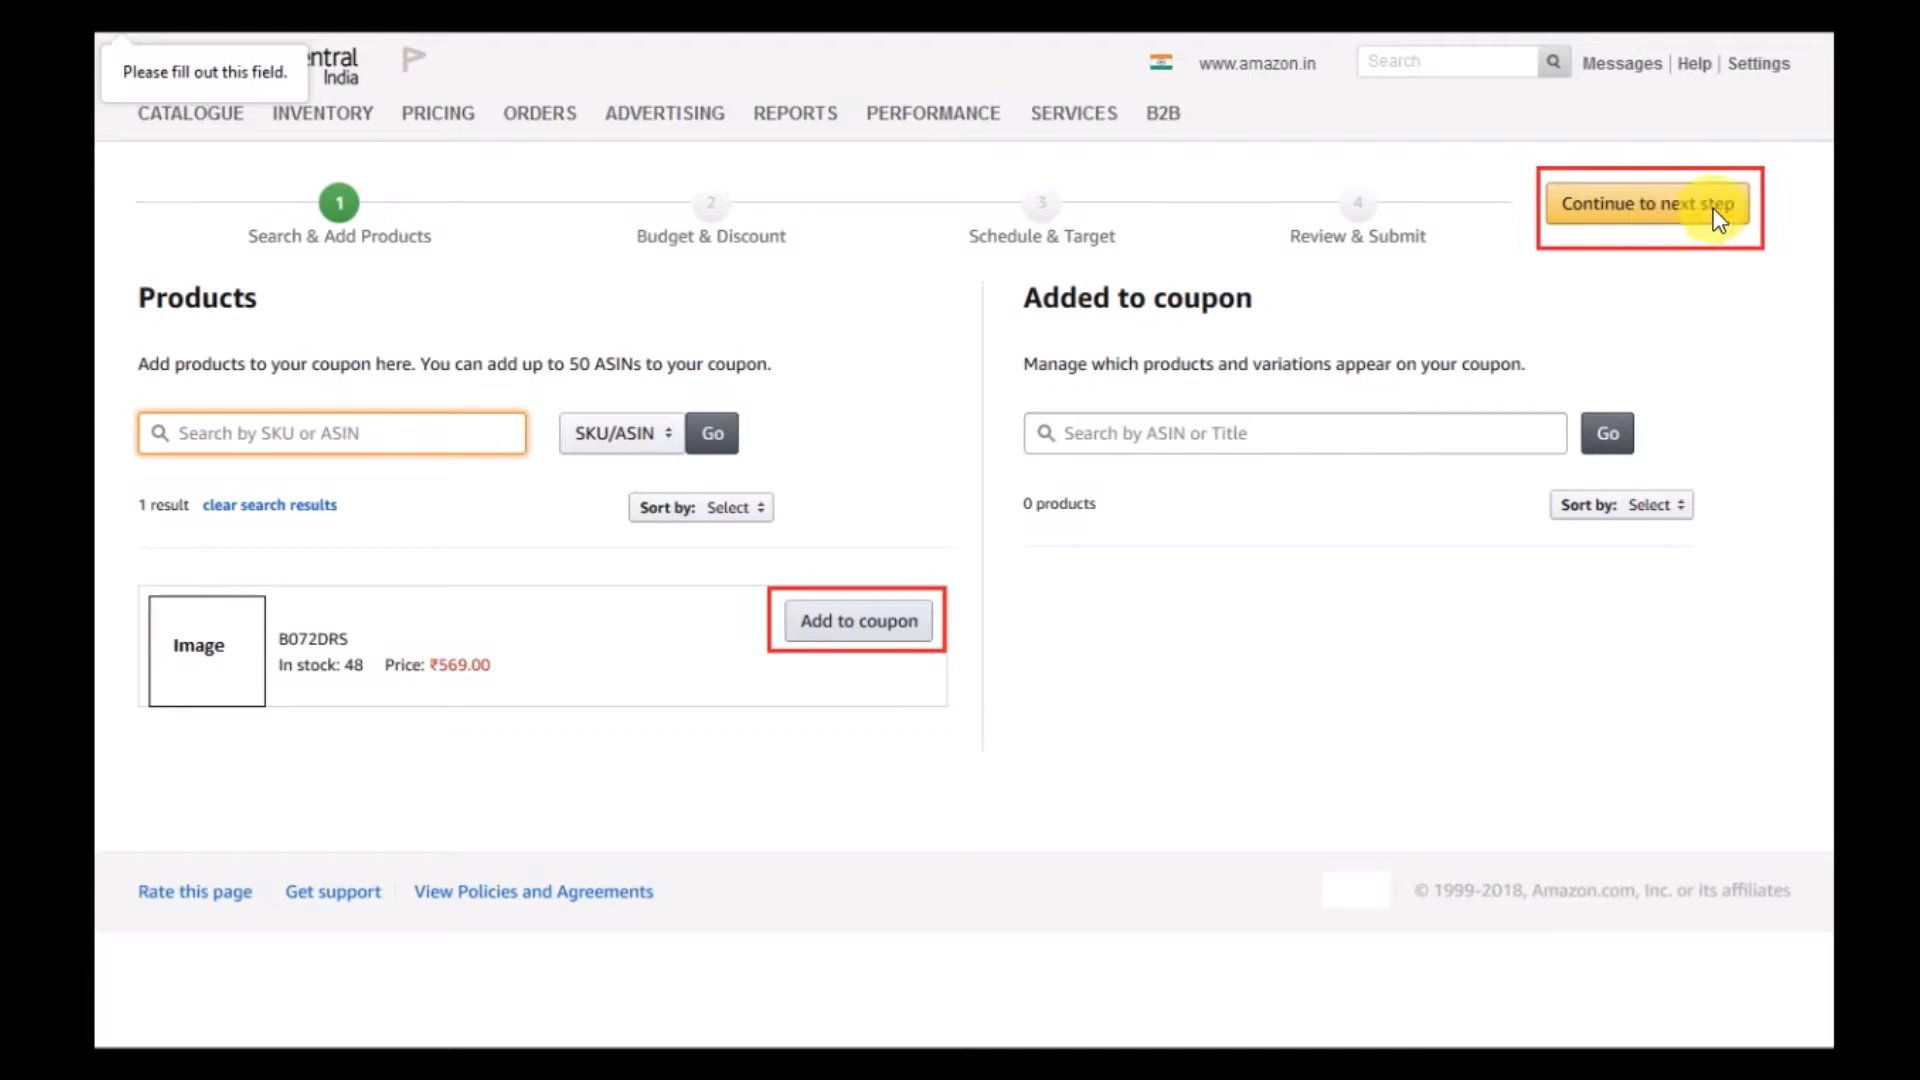 Please fill out this field.
entral
India
www.amazon.in
Search
Messages | Help | Settings
CATALOGUE INVENTORY PRICING ORDERS ADVERTISING REPORTS PERFORMANCE SERVICES B2B
1
Search & Add Products
2
Budget & Discount
3
Schedule & Target
4
Review & Submit
Continue to next step
Products
Add products to your coupon here. You can add up to 50 ASINs to your coupon.
Search by SKU or ASIN
SKU/ASIN
Go
1 result clear search results
Sort by: Select
Image
B072DRS
In stock: 48 Price: ₹569.00
Add to coupon
Added to coupon
Manage which products and variations appear on your coupon.
Search by ASIN or Title
Go
0 products
Sort by: Select
Rate this page Get support View Policies and Agreements
© 1999-2018, Amazon.com, Inc. or its affiliates